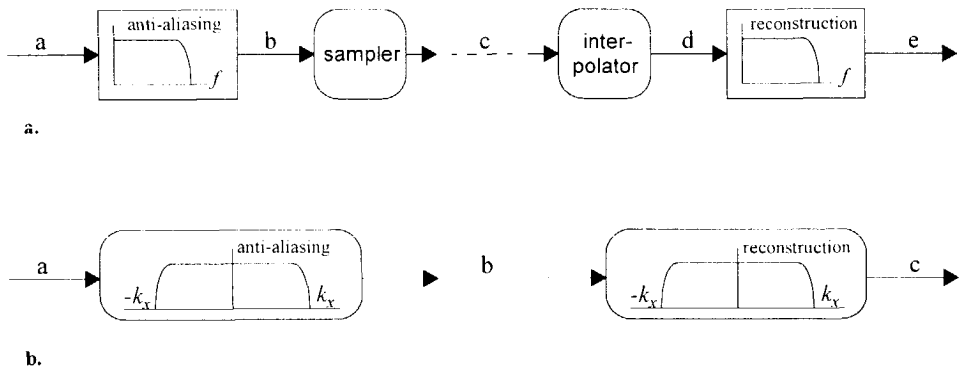 anti-aliasing
reconstruction
a
b
sampler
c
inter-
polator
d
e
f
f
a.
anti-aliasing
reconstruction
a
b
c
-kx
kx
-kx
kx
b.